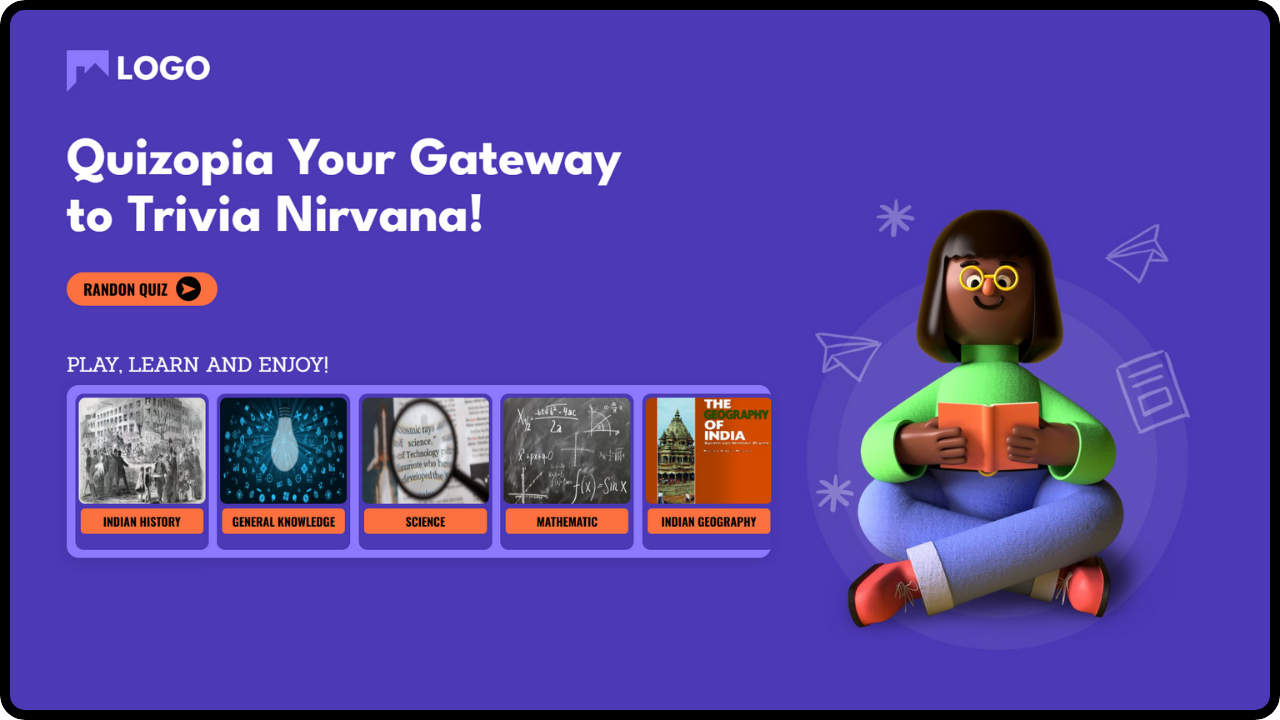 LOGO
Quizopia Your Gateway
to Trivia Nirvana!
RANDON QUIZ
PLAY, LEARN AND ENJOY!
science."
of Technology
developed the
f(x)=Sinx
THE
GEOGRAPHY
OF
INDIA
INDIAN HISTORY
GENERAL KNOWLEDGE
SCIENCE
MATHEMATIC
INDIAN GEOGRAPHY